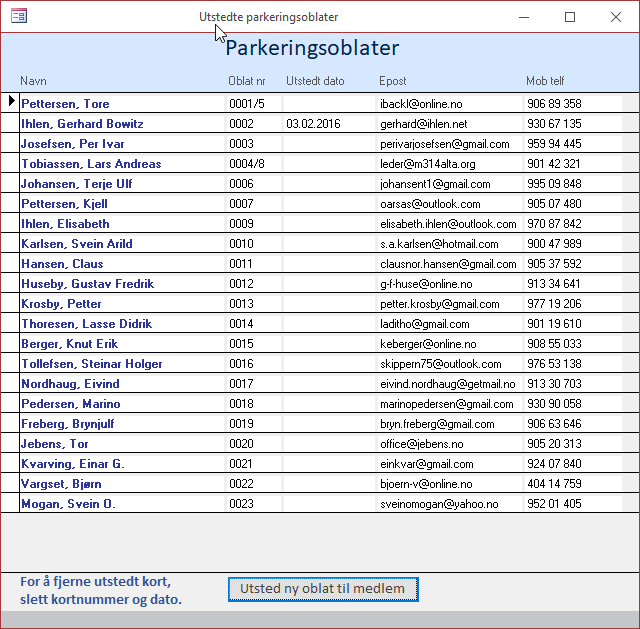 Utstedte parkeringsoblater
Parkeringsoblater
Navn Oblat nr Utstedt dato Epost Mob telf
Pettersen, Tore 0001/5 ibackl@online.no 906 89 358
Ihlen, Gerhard Bowitz 0002 03.02.2016 gerhard@ihlen.net 930 67 135
Josefsen, Per Ivar 0003 perivarjosefsen@gmail.com 959 94 445
Tobiassen, Lars Andreas 0004/8 leder@m314alta.org 901 42 321
Johansen, Terje Ulf 0006 johansent1@gmail.com 995 09 848
Pettersen, Kjell 0007 oarsas@outlook.com 905 07 480
Ihlen, Elisabeth 0009 elisabeth.ihlen@outlook.com 970 87 842
Karlsen, Svein Arild 0010 s.a.karlsen@hotmail.com 900 47 989
Hansen, Claus 0011 clausnor.hansen@gmail.com 905 37 592
Huseby, Gustav Fredrik 0012 g-f-huse@online.no 913 34 641
Krosby, Petter 0013 petter.krosby@gmail.com 977 19 206
Thoresen, Lasse Didrik 0014 laditho@gmail.com 901 19 610
Berger, Knut Erik 0015 keberger@online.no 908 55 033
Tollefsen, Steinar Holger 0016 skippern75@outlook.com 976 53 138
Nordhaug, Eivind 0017 eivind.nordhaug@getmail.no 913 30 703
Pedersen, Marino 0018 marinopedersen@gmail.com 930 90 058
Freberg, Brynjulf 0019 bryn.freberg@gmail.com 906 63 646
Jebens, Tor 0020 office@jebens.no 905 20 313
Kvarving, Einar G. 0021 einkvar@gmail.com 924 07 840
Vargset, Bjørn 0022 bjoern-v@online.no 404 14 759
Mogan, Svein O. 0023 sveinomogan@yahoo.no 952 01 405
For å fjerne utstedt kort,
slett kortnummer og dato.
Utsted ny oblat til medlem